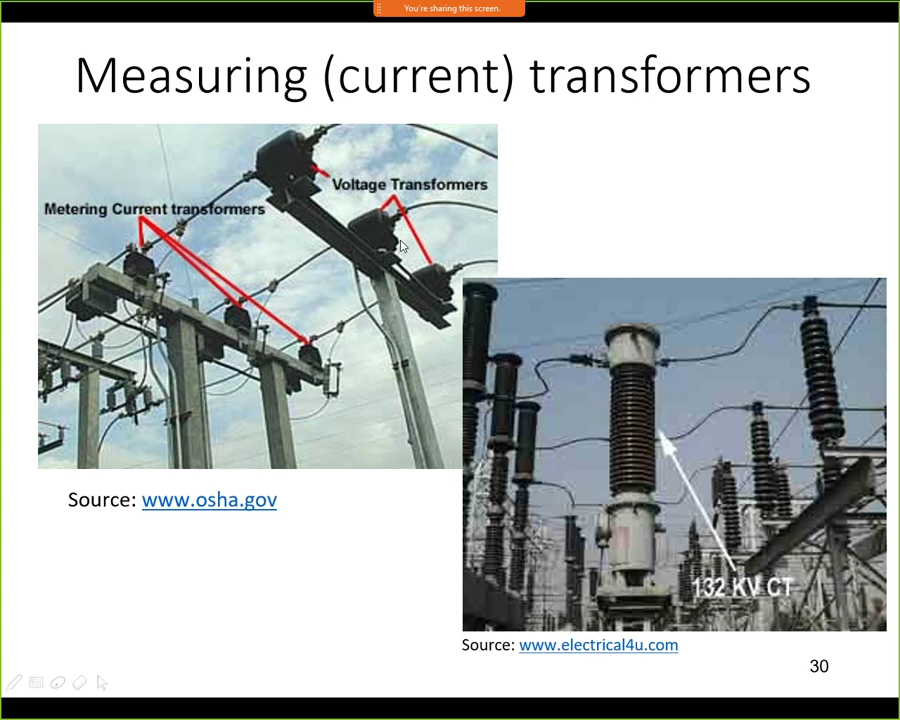 You're sharing this screen.
Measuring (current) transformers
Voltage Transformers
Metering Current transformers
Source: www.osha.gov
132 KV CT
Source: www.electrical4u.com
30